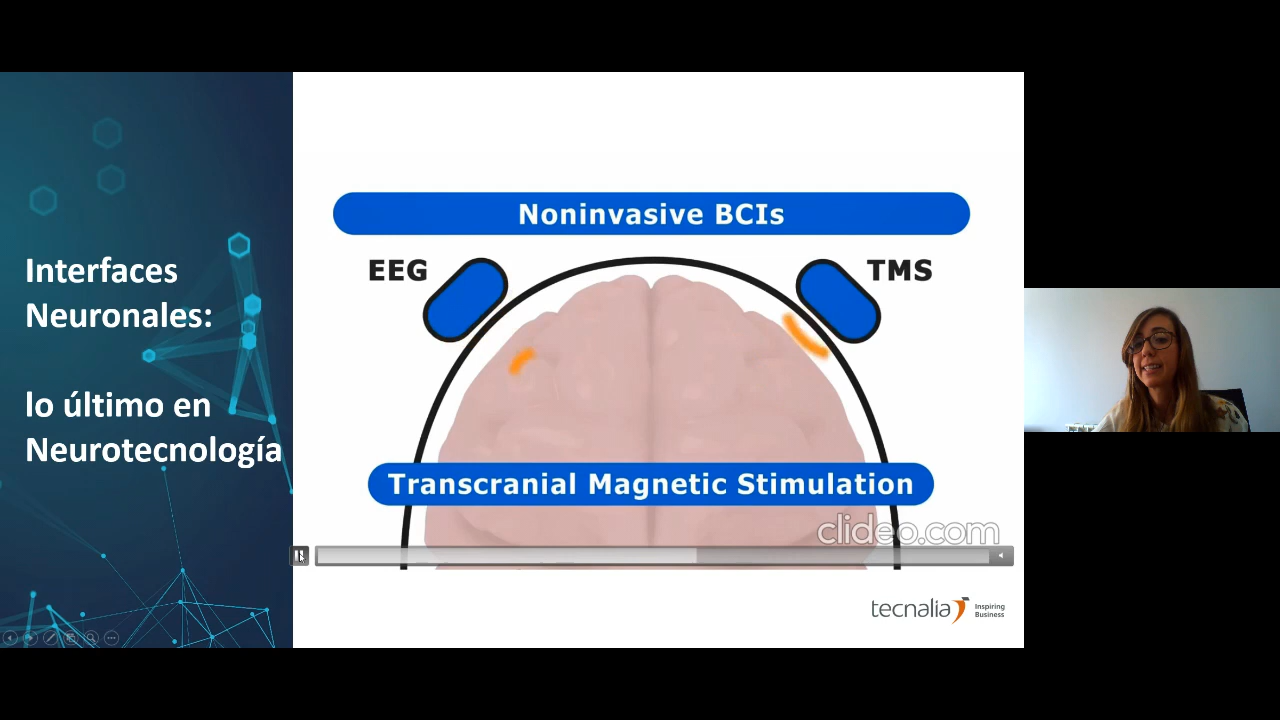 Interfaces
Neuronales:
lo último en
Neurotecnología
Noninvasive BCIs
EEG
TMS
Transcranial Magnetic Stimulation
clideo.com
tecnalia Inspiring
Business